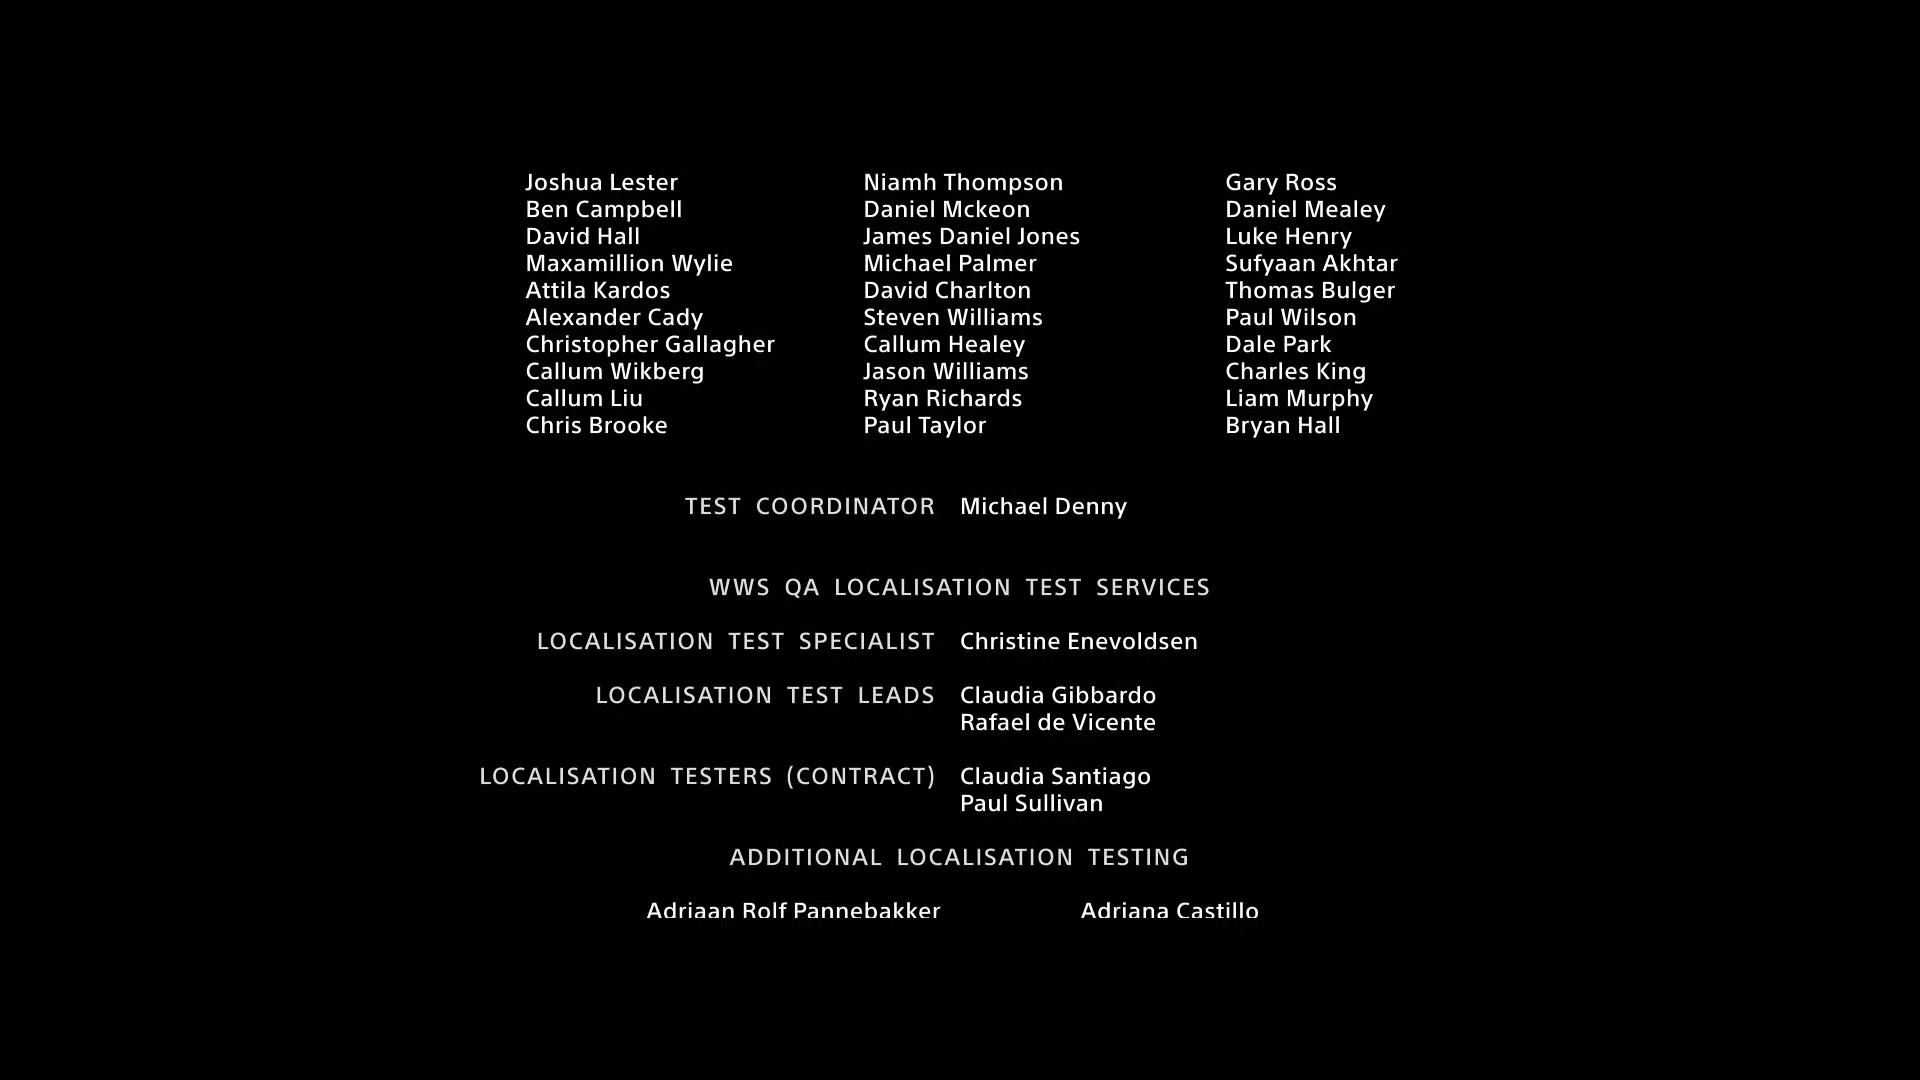 Joshua Lester Niamh Thompson Gary Ross
Ben Campbell Daniel Mckeon Daniel Mealey
David Hall James Daniel Jones Luke Henry
Maxamillion Wylie Michael Palmer Sufyaan Akhtar
Attila Kardos David Charlton Thomas Bulger
Alexander Cady Steven Williams Paul Wilson
Christopher Gallagher Callum Healey Dale Park
Callum Wikberg Jason Williams Charles King
Callum Liu Ryan Richards Liam Murphy
Chris Brooke Paul Taylor Bryan Hall
TEST COORDINATOR Michael Denny
WWS QA LOCALISATION TEST SERVICES
LOCALISATION TEST SPECIALIST Christine Enevoldsen
LOCALISATION TEST LEADS Claudia Gibbardo
Rafael de Vicente
LOCALISATION TESTERS (CONTRACT) Claudia Santiago
Paul Sullivan
ADDITIONAL LOCALISATION TESTING
Adriaan Rolf Pannebakker Adriana Castillo